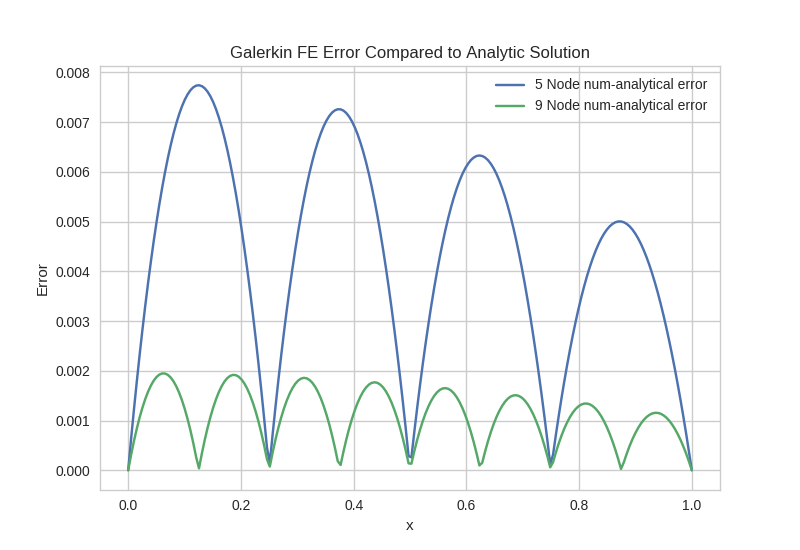 Galerkin FE Error Compared to Analytic Solution
5 Node num-analytical error
9 Node num-analytical error
Error
0.008
0.007
0.006
0.005
0.004
0.003
0.002
0.001
0.000
0.0 0.2 0.4 0.6 0.8 1.0
x